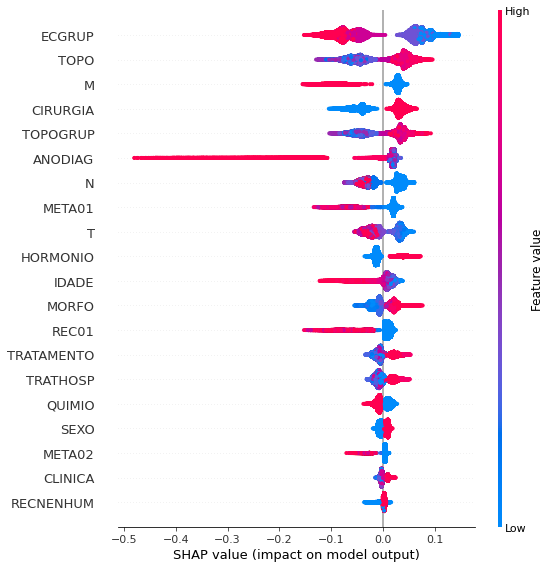 High
ECGRUP
TOPO
M
CIRURGIA
TOPOGRUP
ANODIAG
N
META01
T
HORMONIO
IDADE
MORFO
REC01
TRATAMENTO
TRATHOSP
QUIMIO
SEXO
META02
CLINICA
RECNENHUM
Feature value
Low
−0.5 −0.4 −0.3 −0.2 −0.1 0.0 0.1
SHAP value (impact on model output)